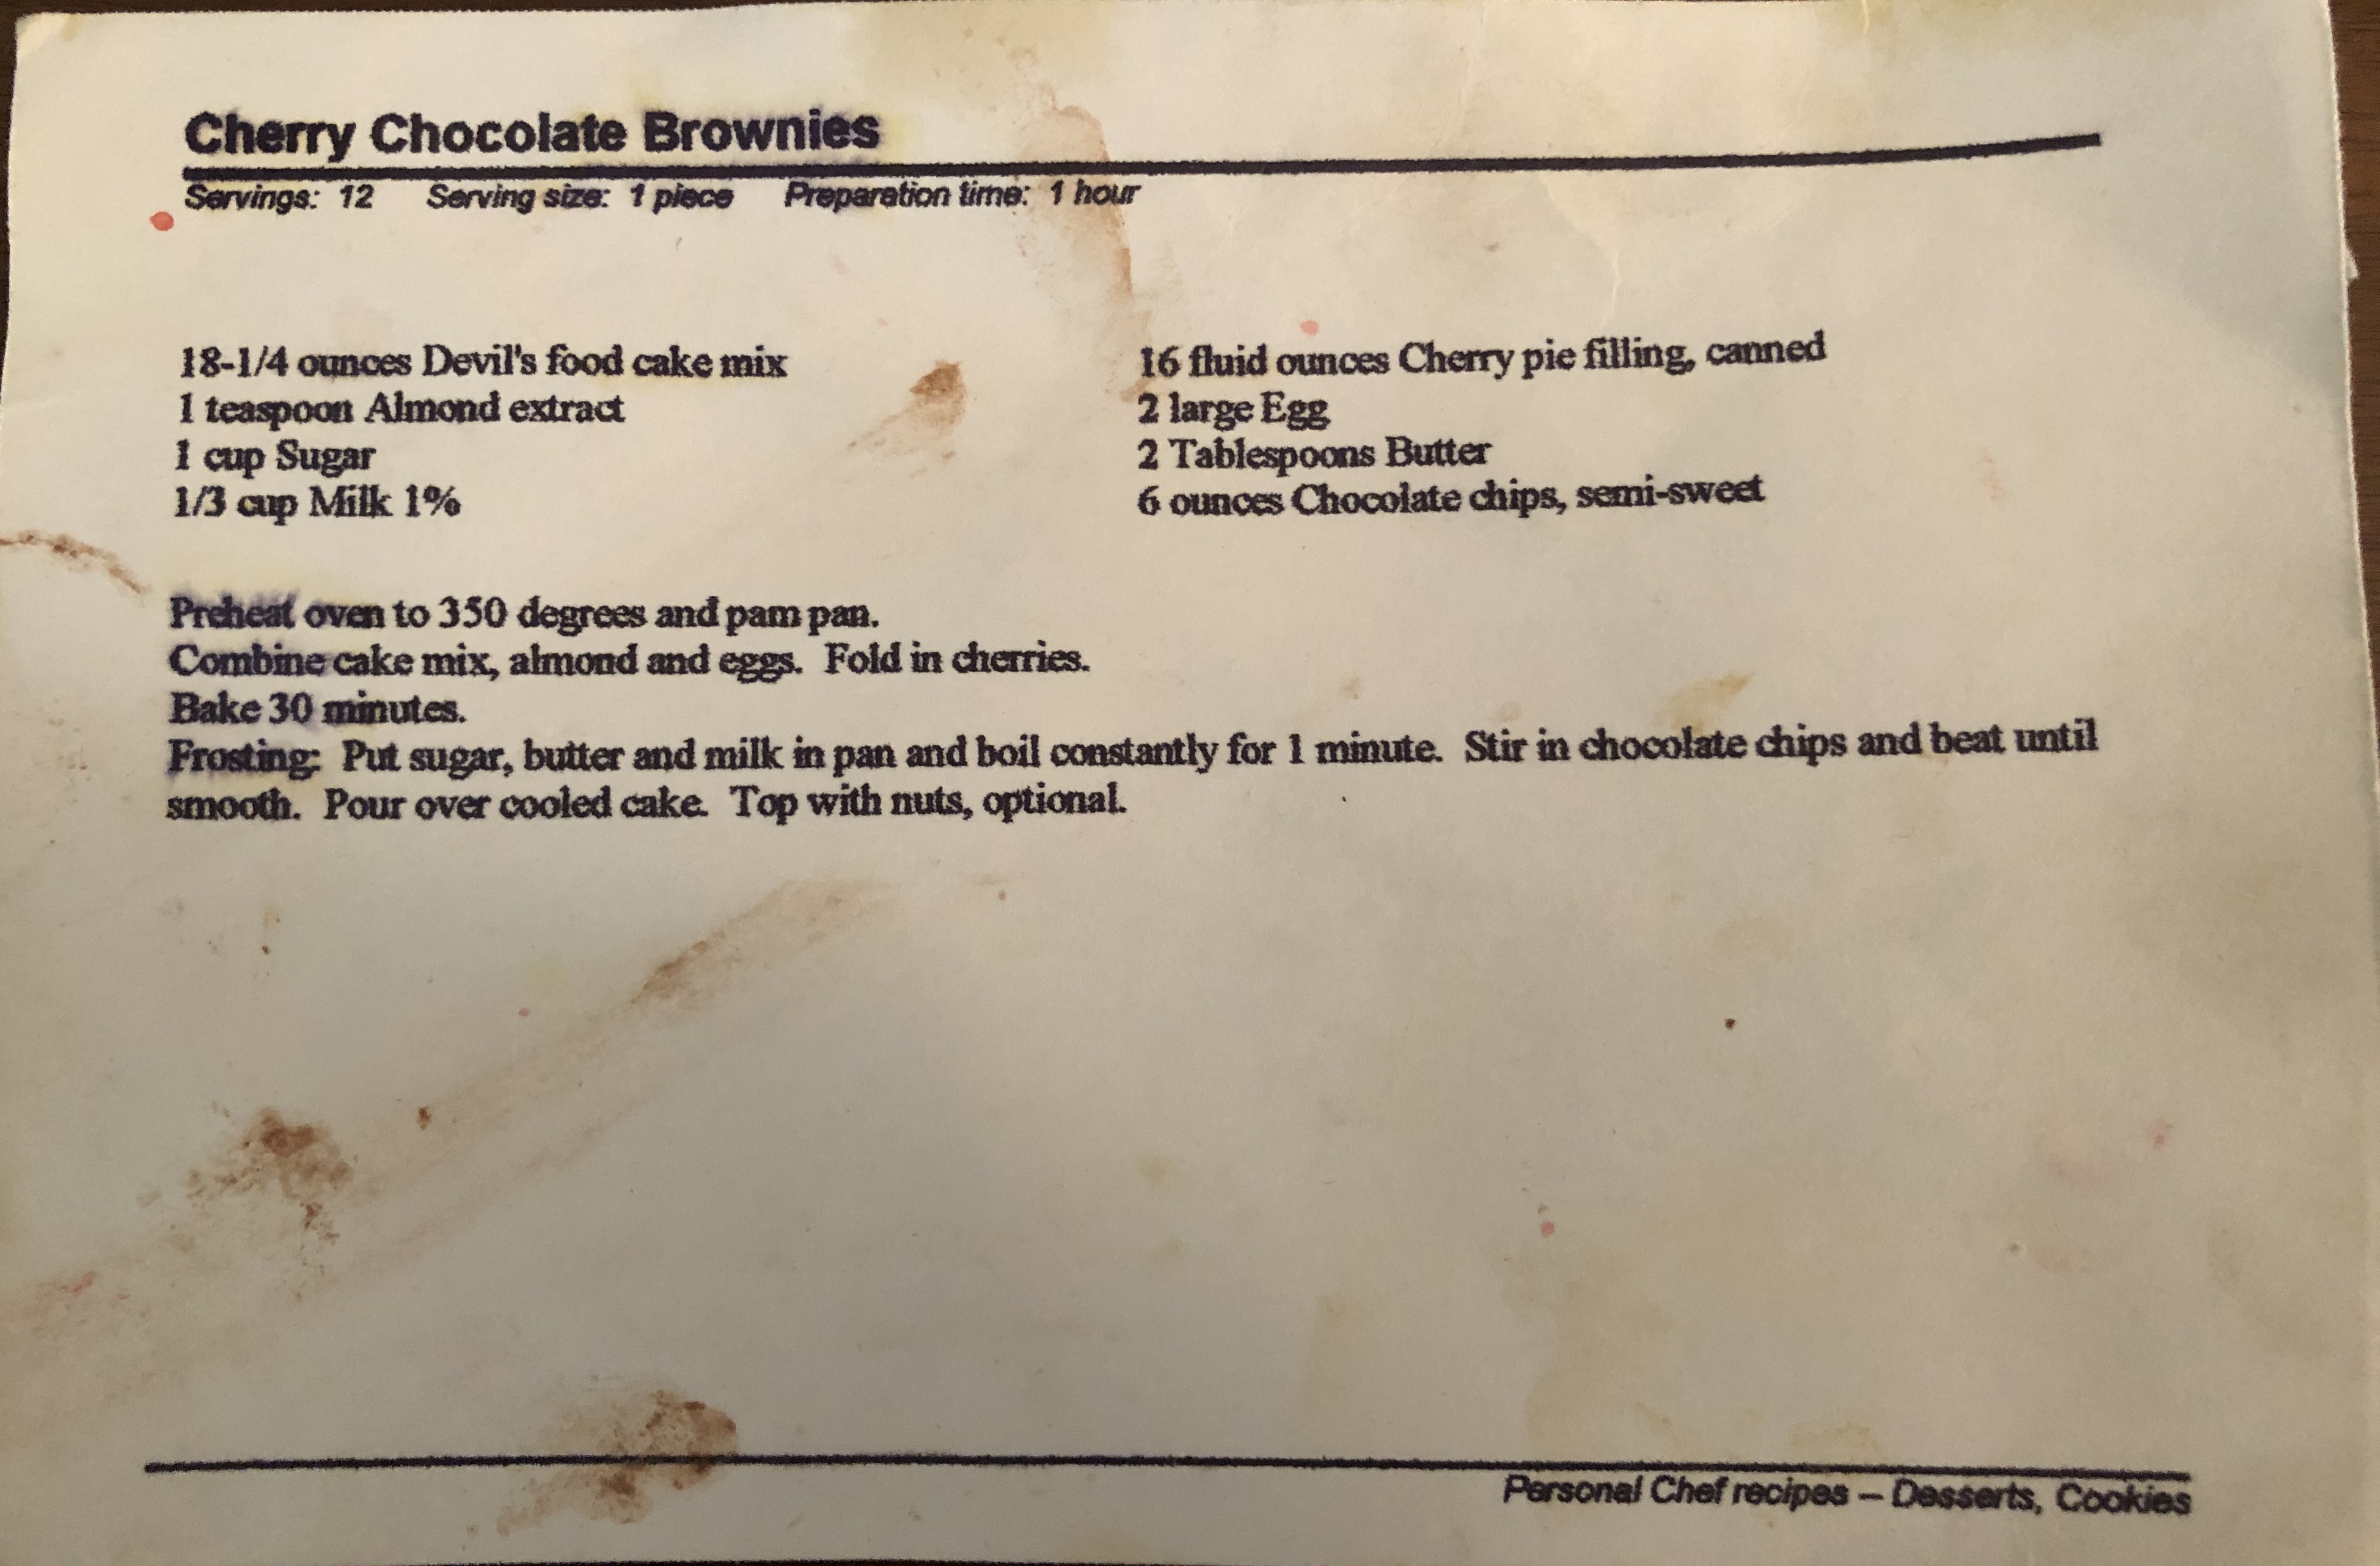 Cherry Chocolate Brownies
Servings: 12 Serving size: 1 piece Preparation time: 1 hour
18-1/4 ounces Devil's food cake mix
1 teaspoon Almond extract
1 cup Sugar
1/3 cup Milk 1%
16 fluid ounces Cherry pie filling, canned
2 large Egg
2 Tablespoons Butter
6 ounces Chocolate chips, semi-sweet
Preheat oven to 350 degrees and pam pan.
Combine cake mix, almond and eggs. Fold in cherries.
Bake 30 minutes.
Frosting: Put sugar, butter and milk in pan and boil constantly for 1 minute. Stir in chocolate chips and beat until
smooth. Pour over cooled cake. Top with nuts, optional.
Personal Chef recipes – Desserts, Cookies